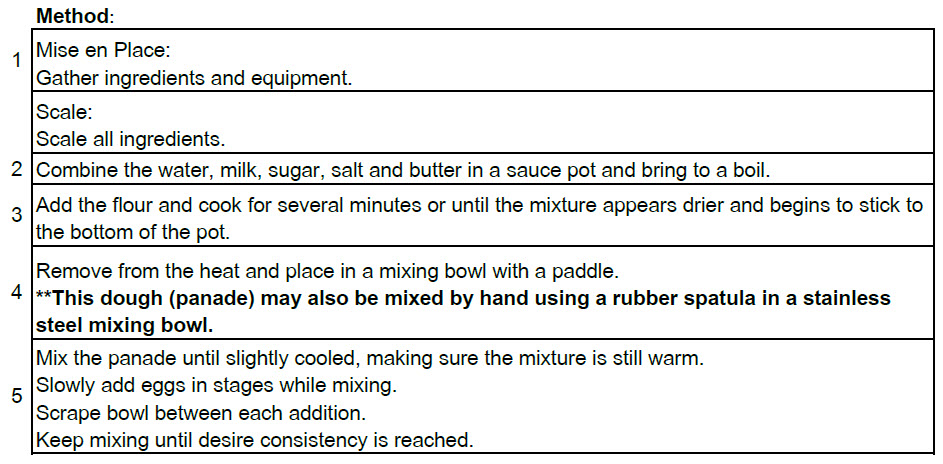 Method:
1
Mise en Place:
Gather ingredients and equipment.
Scale:
Scale all ingredients.
2 Combine the water, milk, sugar, salt and butter in a sauce pot and bring to a boil.
3
Add the flour and cook for several minutes or until the mixture appears drier and begins to stick to
the bottom of the pot.
4
Remove from the heat and place in a mixing bowl with a paddle.
**This dough (panade) may also be mixed by hand using a rubber spatula in a stainless
steel mixing bowl.
5
Mix the panade until slightly cooled, making sure the mixture is still warm.
Slowly add eggs in stages while mixing.
Scrape bowl between each addition.
Keep mixing until desire consistency is reached.